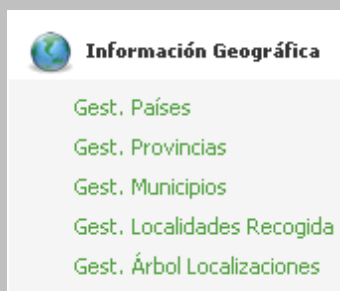 Información Geográfica
Gest. Países
Gest. Provincias
Gest. Municipios
Gest. Localidades Recogida
Gest. Árbol Localizaciones